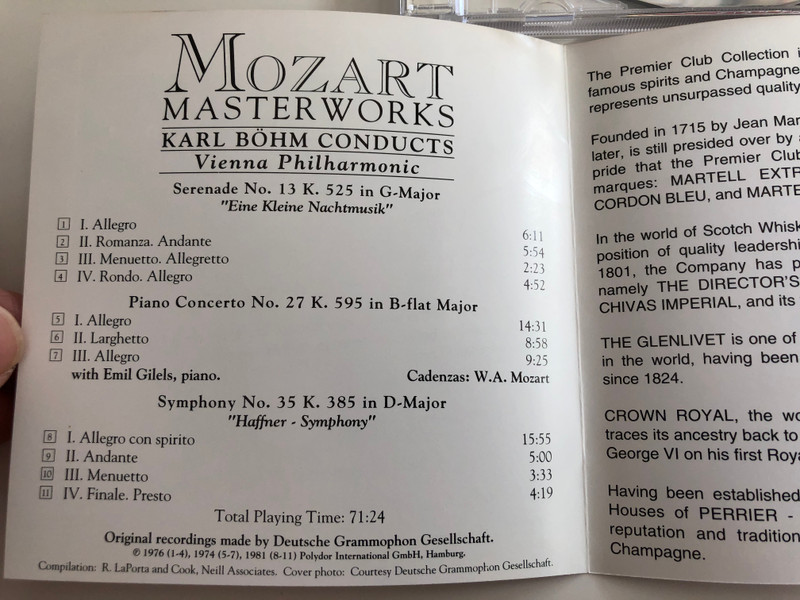 MOZART
MASTERWORKS
KARL BÖHM CONDUCTS
Vienna Philharmonic
Serenade No. 13 K. 525 in G-Major
"Eine Kleine Nachtmusik"
1 I. Allegro 6:11
2 II. Romanza. Andante 5:54
3 III. Menuetto. Allegretto 2:23
4 IV. Rondo. Allegro 4:52
Piano Concerto No. 27 K. 595 in B-flat Major
5 I. Allegro 14:31
6 II. Larghetto 8:58
7 III. Allegro 9:25
with Emil Gilels, piano. Cadenzas: W.A. Mozart
Symphony No. 35 K. 385 in D-Major
"Haffner - Symphony"
8 I. Allegro con spirito 15:55
9 II. Andante 5:00
10 III. Menuetto 3:33
11 IV. Finale. Presto 4:19
Total Playing Time: 71:24
Original recordings made by Deutsche Grammophon Gesellschaft.
℗ 1976 (1-4), 1974 (5-7), 1981 (8-11) Polydor International GmbH, Hamburg.
Compilation: R. LaPorta and Cook, Neill Associates. Cover photo: Courtesy Deutsche Grammophon Gesellschaft.
The Premier Club Collection
famous spirits and Champagne
represents unsurpassed quality
Founded in 1715 by Jean
later, is still presided over by
pride that the Premier
marques: MARTELL
CORDON BLEU, and
In the world of Scotch
position of quality
1801, the Company has
namely THE DIRECTOR'S
CHIVAS IMPERIAL, and its
THE GLENLIVET is one of
in the world, having been
since 1824.
CROWN ROYAL, the
traces its ancestry back to
George VI on his first
Having been established
Houses of PERRIER -
reputation and
Champagne.